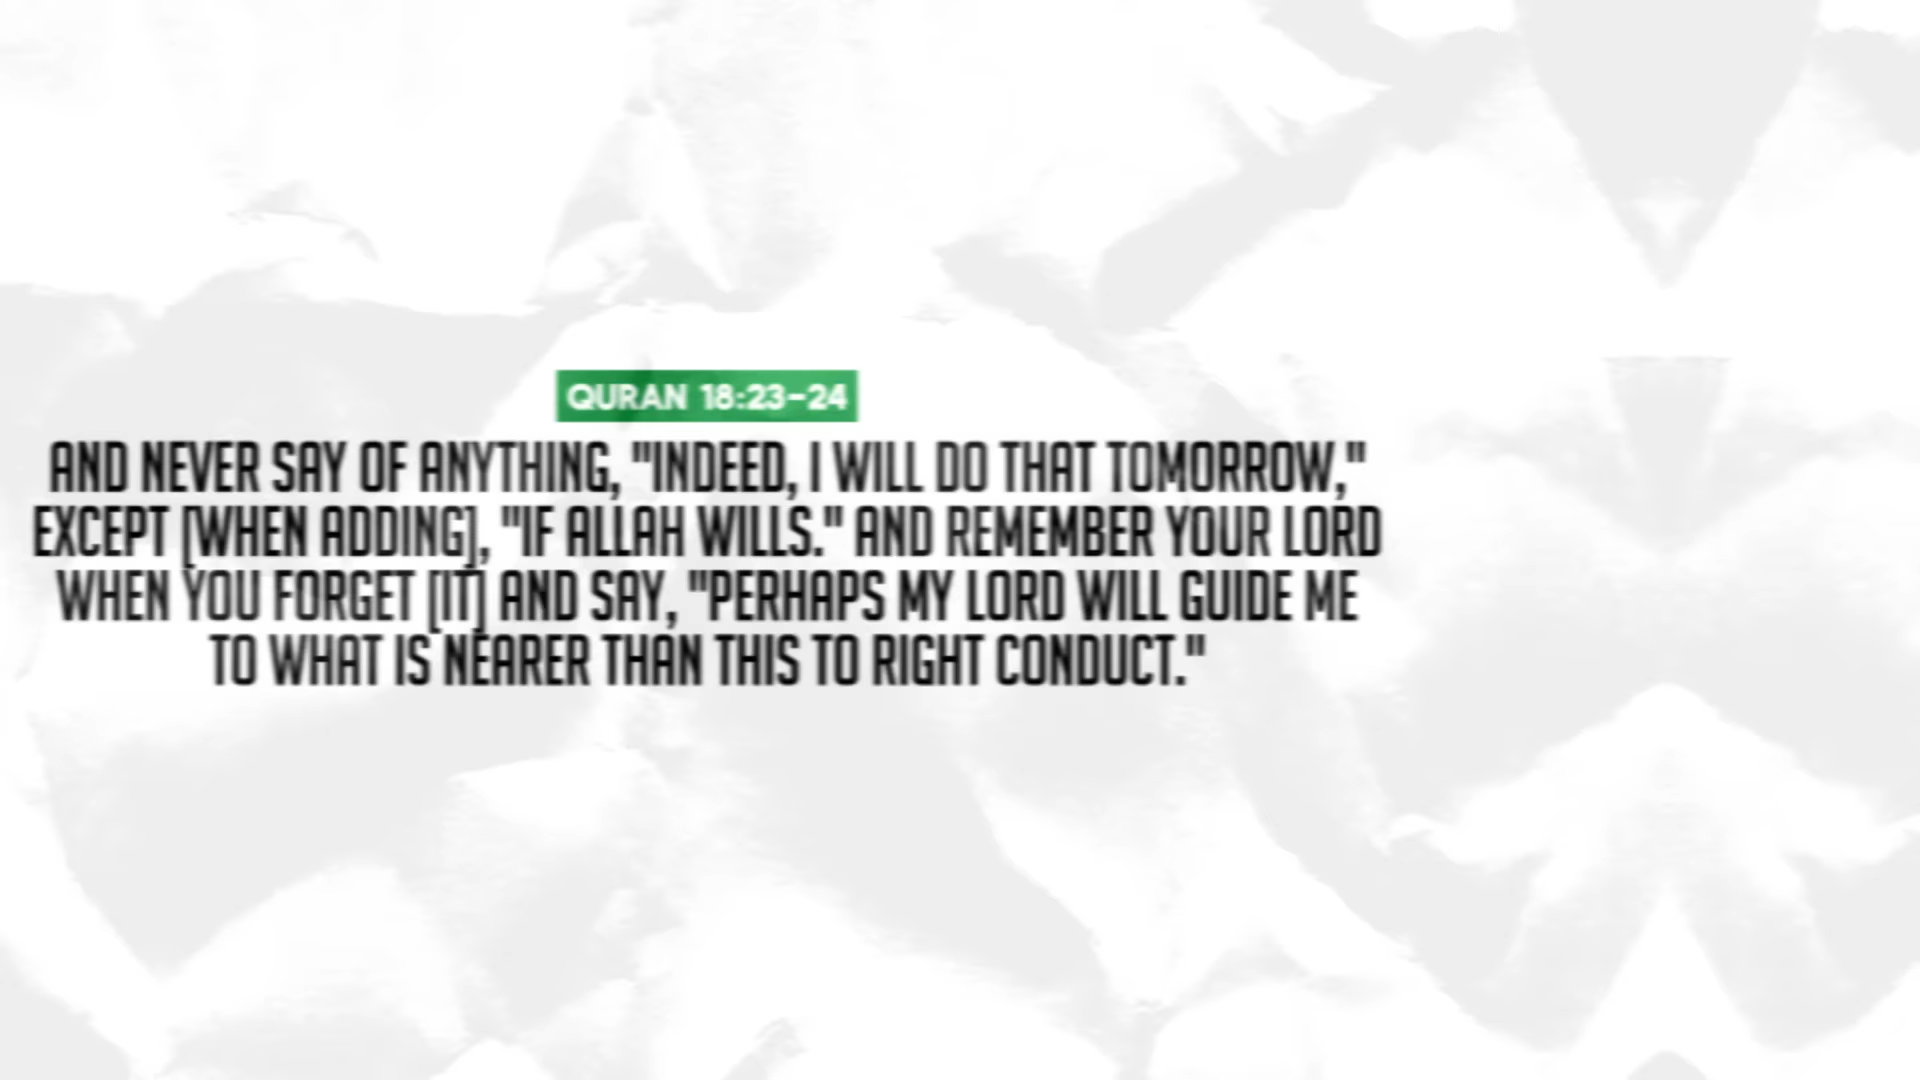 QURAN 18:23-24
AND NEVER SAY OF ANYTHING, "INDEED, I WILL DO THAT TOMORROW,"
EXCEPT [WHEN ADDING], "IF ALLAH WILLS." AND REMEMBER YOUR LORD
WHEN YOU FORGET [IT] AND SAY, "PERHAPS MY LORD WILL GUIDE ME
TO WHAT IS NEARER THAN THIS TO RIGHT CONDUCT."